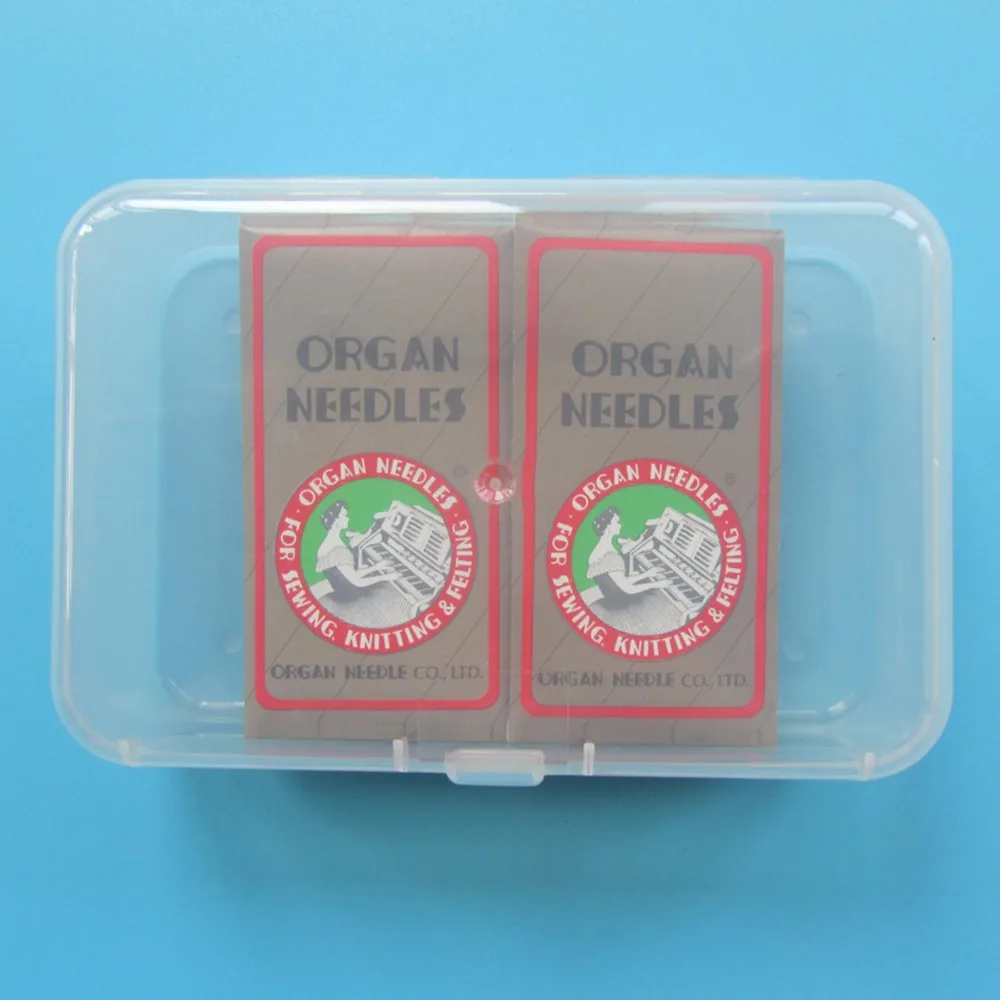 ORGAN
NEEDLES
®
· ORGAN NEEDLES ·
FOR SEWING, KNITTING & FELTING
ORGAN NEEDLE CO., LTD.
ORGAN
NEEDLES
®
· ORGAN NEEDLES ·
FOR SEWING, KNITTING & FELTING
ORGAN NEEDLE CO., LTD.